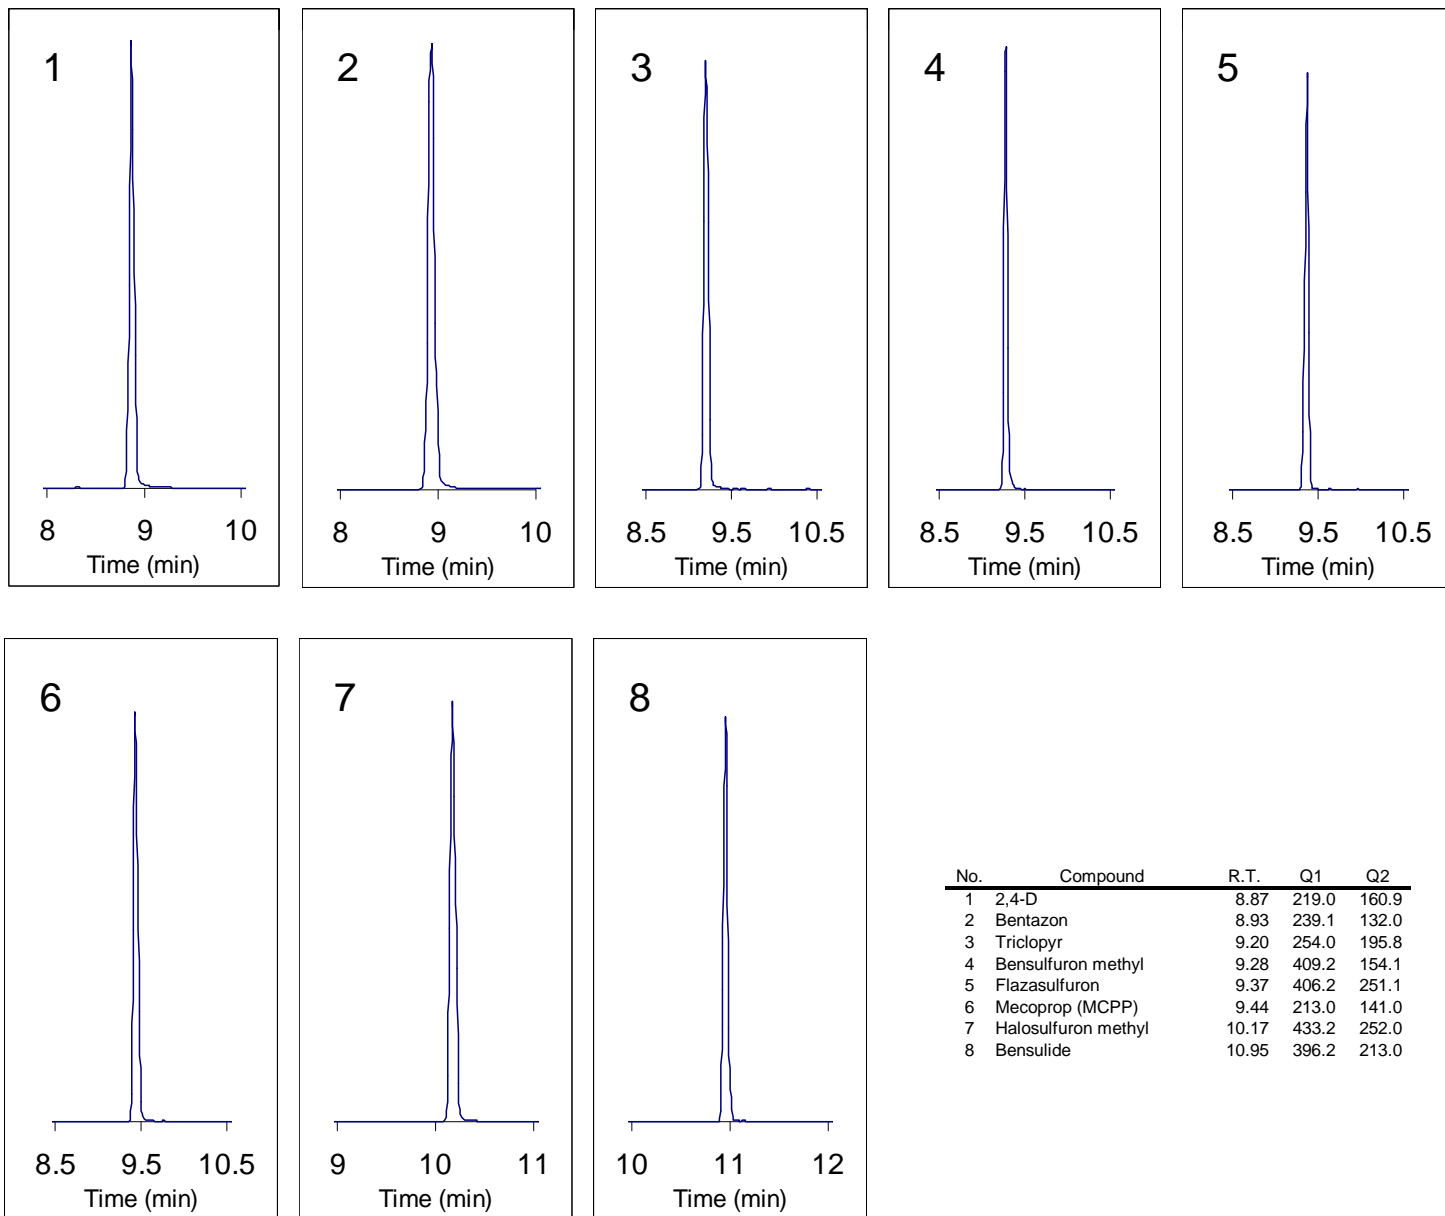 1
8 9 10
Time (min)
2
8 9 10
Time (min)
3
8.5 9.5 10.5
Time (min)
4
8.5 9.5 10.5
Time (min)
5
8.5 9.5 10.5
Time (min)
6
8.5 9.5 10.5
Time (min)
7
9 10 11
Time (min)
8
10 11 12
Time (min)
No. Compound R.T. Q1 Q2
1 2,4-D 8.87 219.0 160.9
2 Bentazon 8.93 239.1 132.0
3 Triclopyr 9.20 254.0 195.8
4 Bensulfuron methyl 9.28 409.2 154.1
5 Flazasulfuron 9.37 406.2 251.1
6 Mecoprop (MCPP) 9.44 213.0 141.0
7 Halosulfuron methyl 10.17 433.2 252.0
8 Bensulide 10.95 396.2 213.0